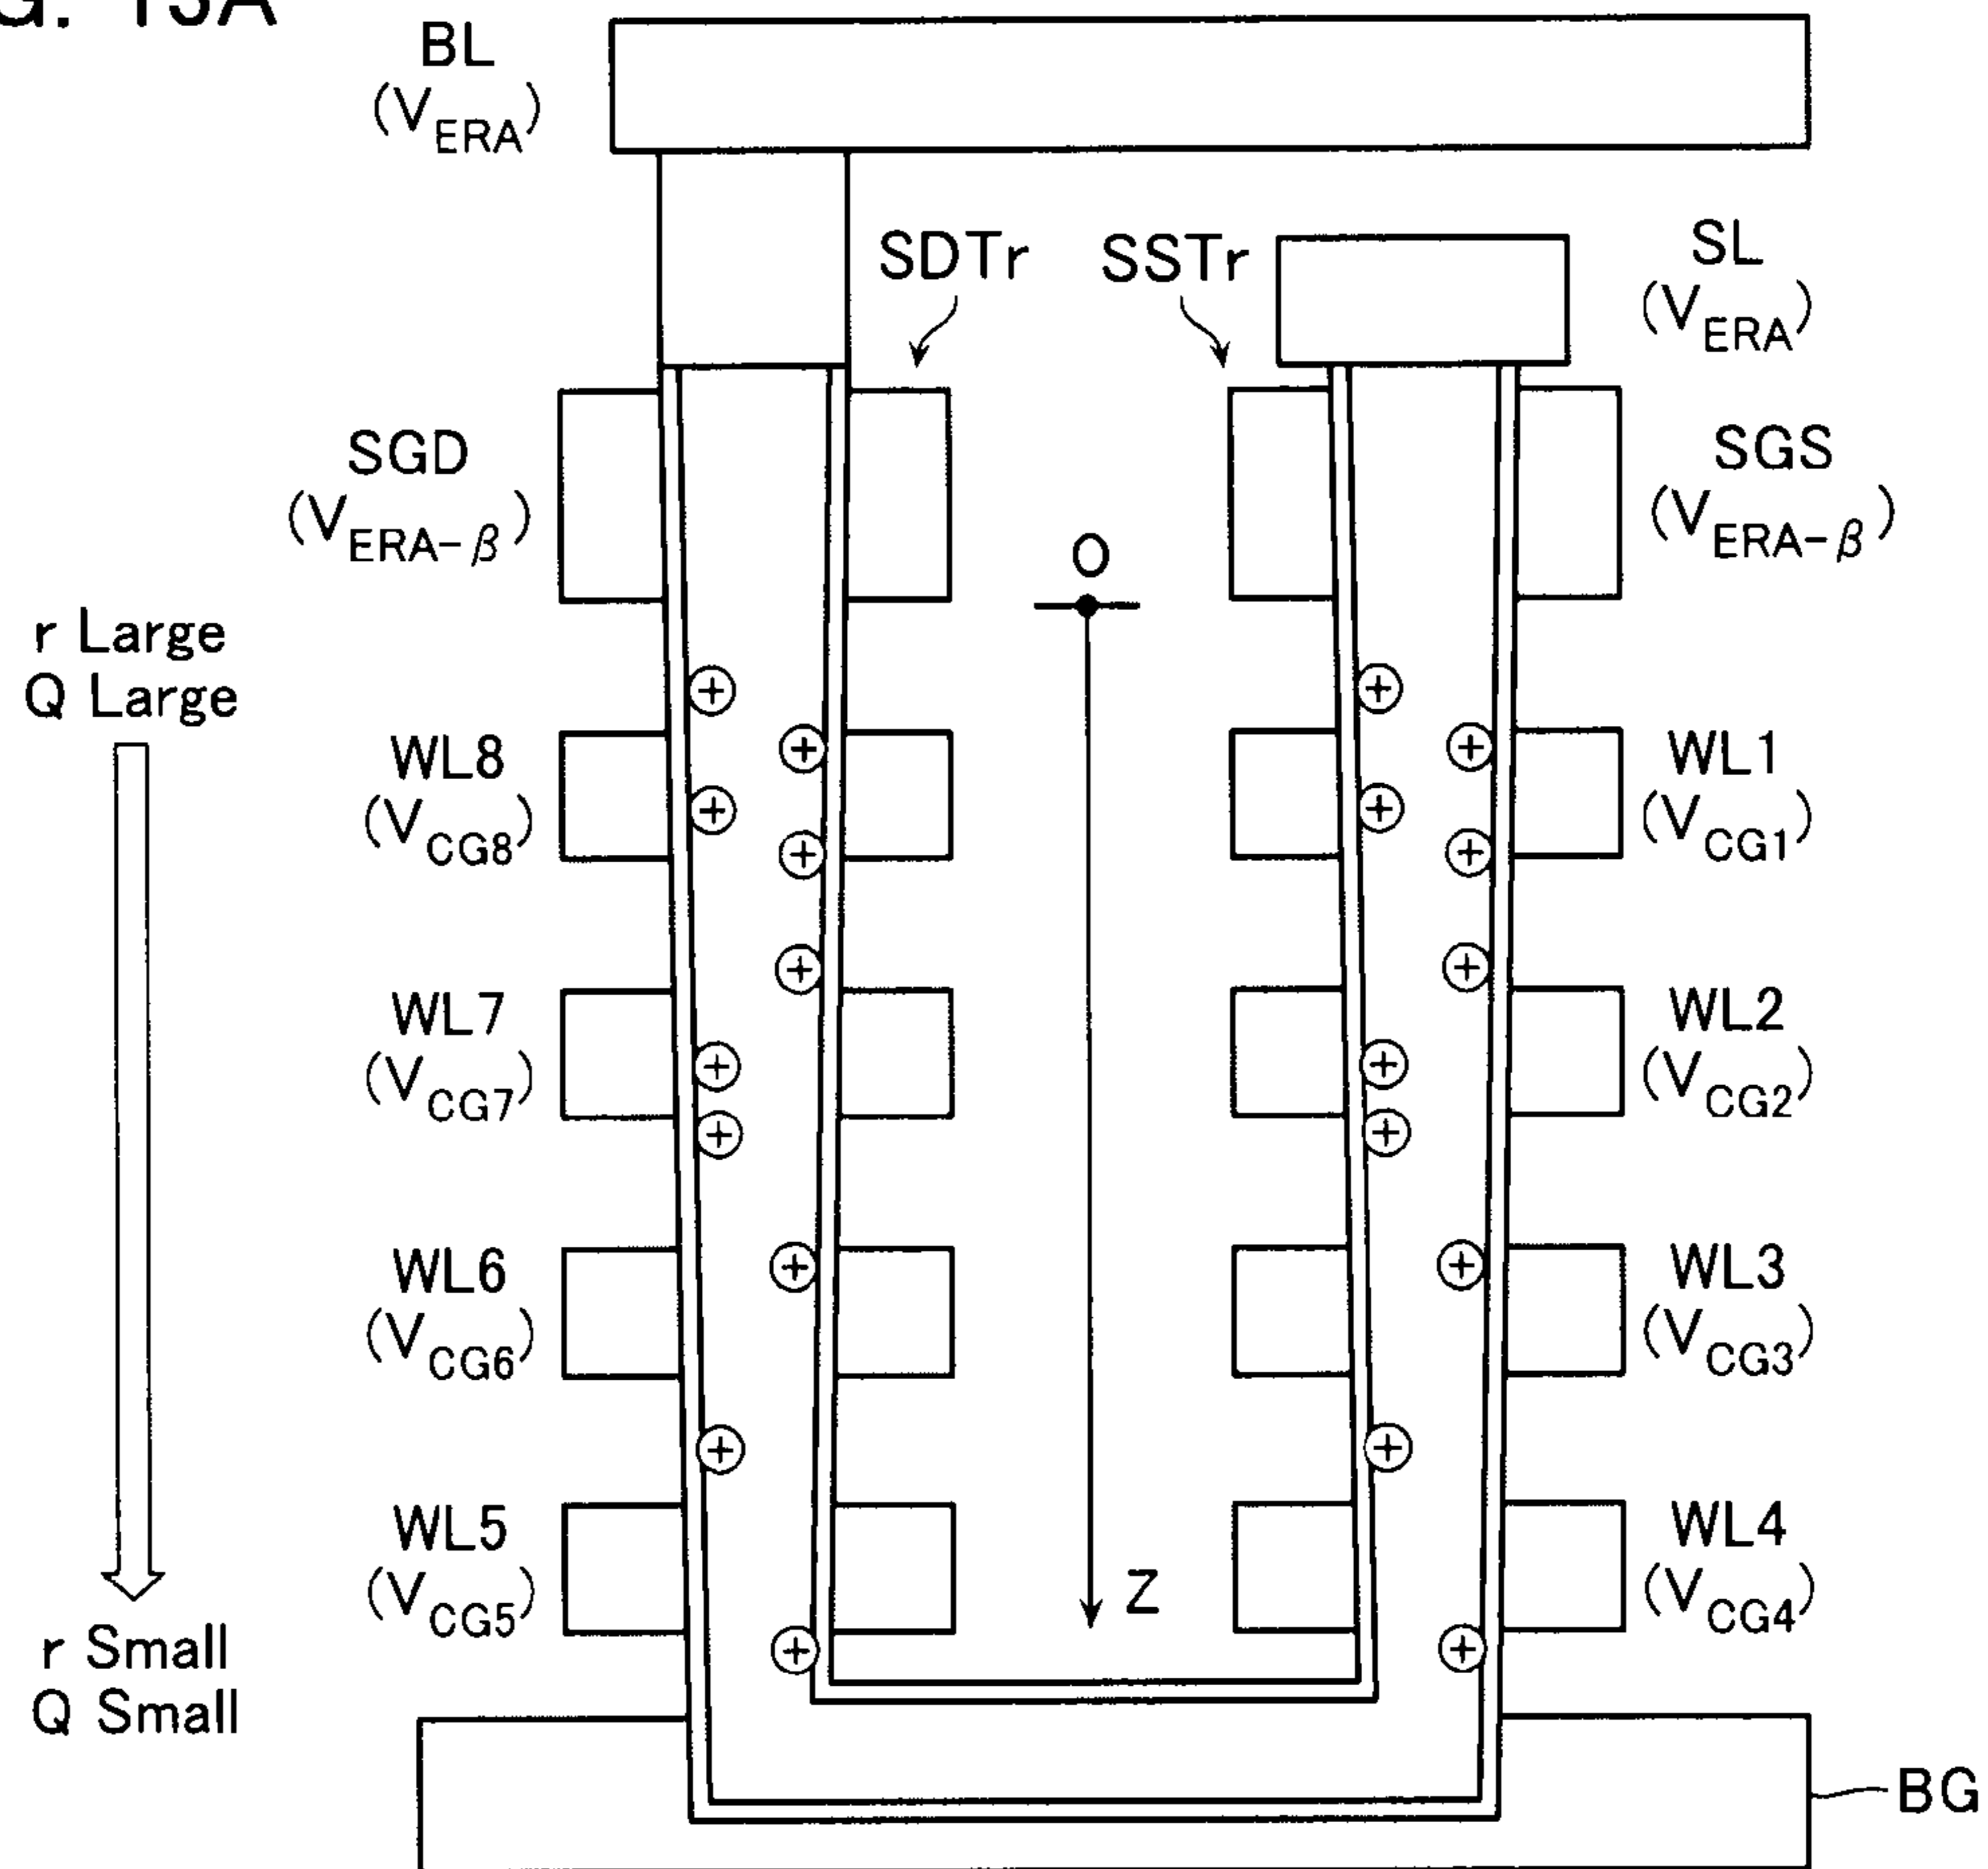 G. 13A
BL
(VERA)
SDTr
SSTr
SL
(VERA)
SGD
(VERA-β)
SGS
(VERA-β)
O
r Large
Q Large
WL8
(VCG8)
WL1
(VCG1)
WL7
(VCG7)
WL2
(VCG2)
WL6
(VCG6)
WL3
(VCG3)
WL5
(VCG5)
WL4
(VCG4)
Z
r Small
Q Small
BG